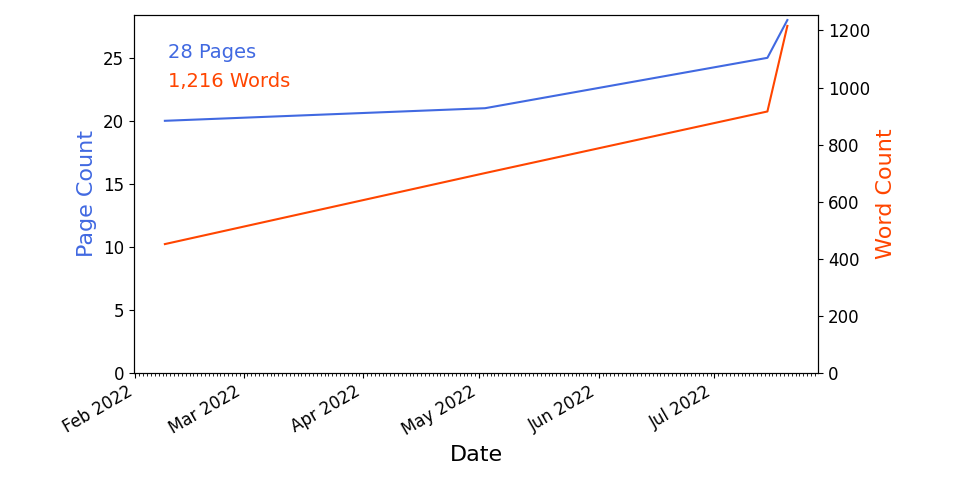 28 Pages
1,216 Words
Page Count
25
20
15
10
5
0
1200
1000
800
600
400
200
0
Word Count
Feb 2022
Mar 2022
Apr 2022
May 2022
Jun 2022
Jul 2022
Date